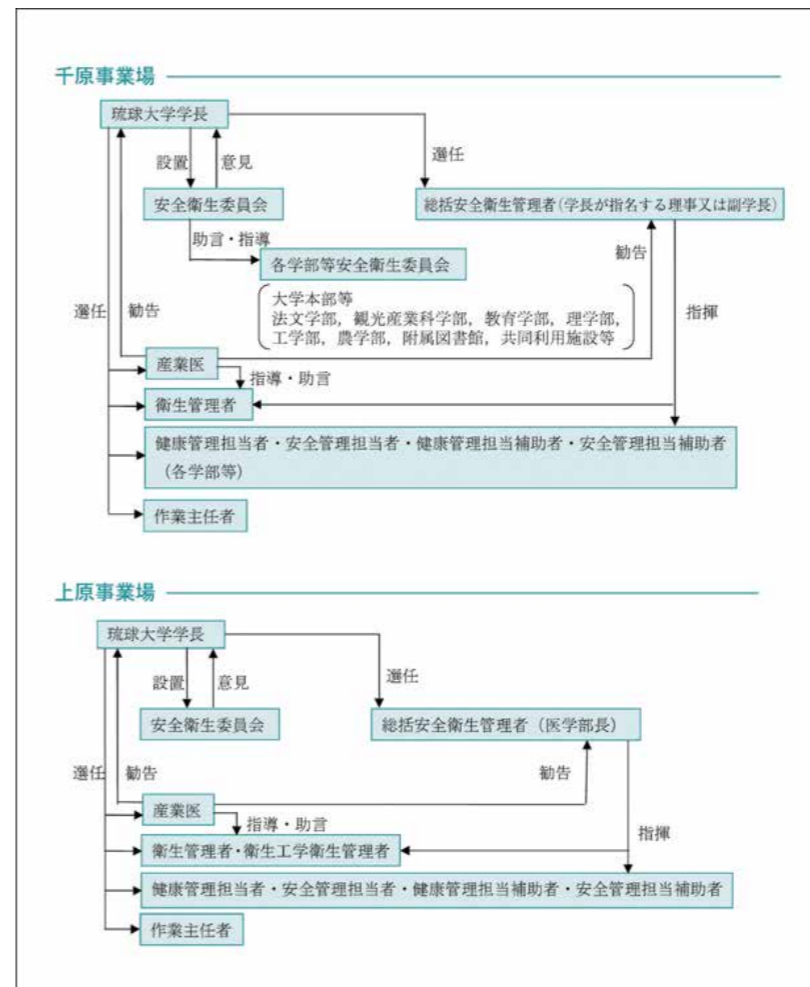 千原事業場
琉球大学学長
設置
意見
選任
安全衛生委員会
総括安全衛生管理者(学長が指名する理事又は副学長)
助言・指導
各学部等安全衛生委員会
勧告
大学本部等
法文学部，観光産業科学部，教育学部，理学部，
工学部，農学部，附属図書館，共同利用施設等
選任
勧告
指揮
産業医
指導・助言
衛生管理者
健康管理担当者・安全管理担当者・健康管理担当補助者・安全管理担当補助者
(各学部等)
作業主任者
上原事業場
琉球大学学長
設置
意見
選任
安全衛生委員会
総括安全衛生管理者(医学部長)
選任
勧告
勧告
産業医
指導・助言
指揮
衛生管理者・衛生工学衛生管理者
健康管理担当者・安全管理担当者・健康管理担当補助者・安全管理担当補助者
作業主任者